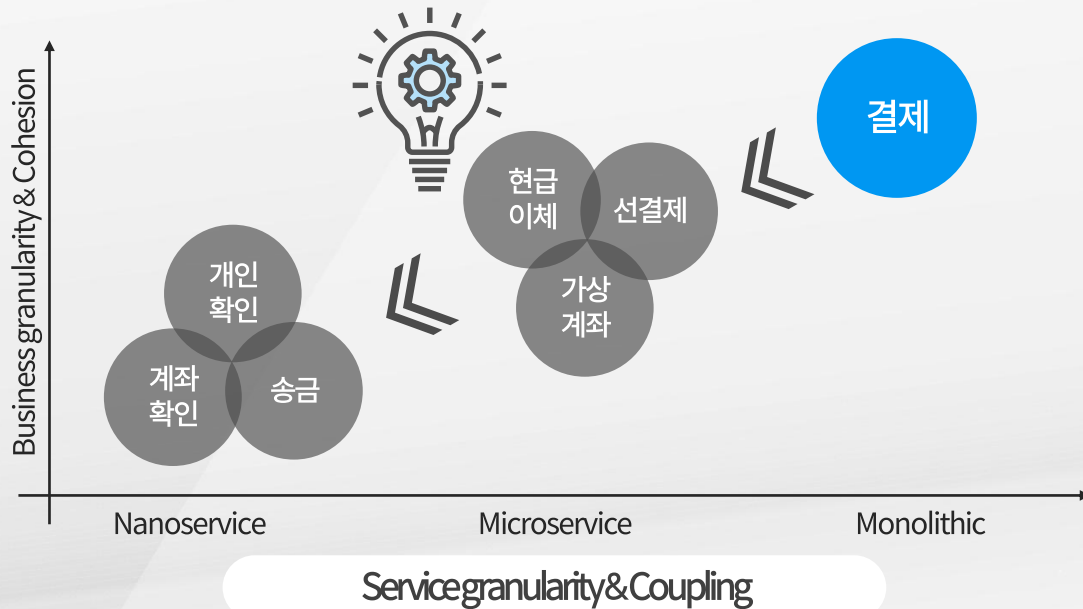 Business granularity & Cohesion
결제
현급
이체
선결제
가상
계좌
개인
확인
계좌
확인
송금
Nanoservice
Microservice
Monolithic
Service granularity & Coupling